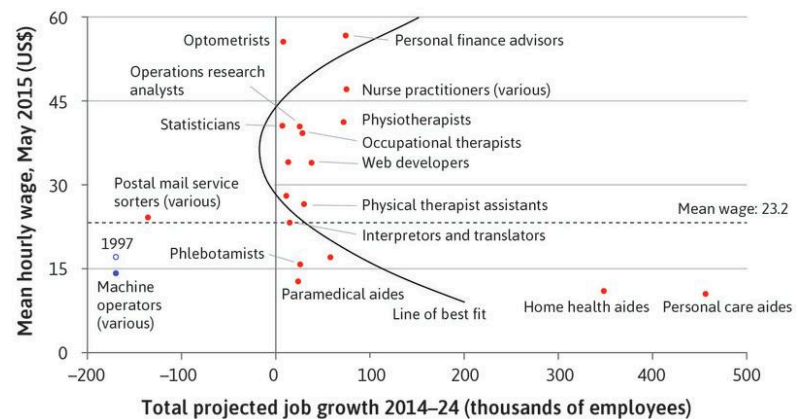 Mean hourly wage, May 2015 (US$)
60
45
30
15
0
Optometrists
Personal finance advisors
Operations research
analysts
Nurse practitioners (various)
Statisticians
Physiotherapists
Occupational therapists
Web developers
Postal mail service
sorters (various)
Physical therapist assistants
Mean wage: 23.2
Interpretors and translators
1997
Phlebotamists
Machine
operators
(various)
Paramedical aides
Line of best fit
Home health aides
Personal care aides
−200
−100
0
100
200
300
400
500
Total projected job growth 2014–24 (thousands of employees)